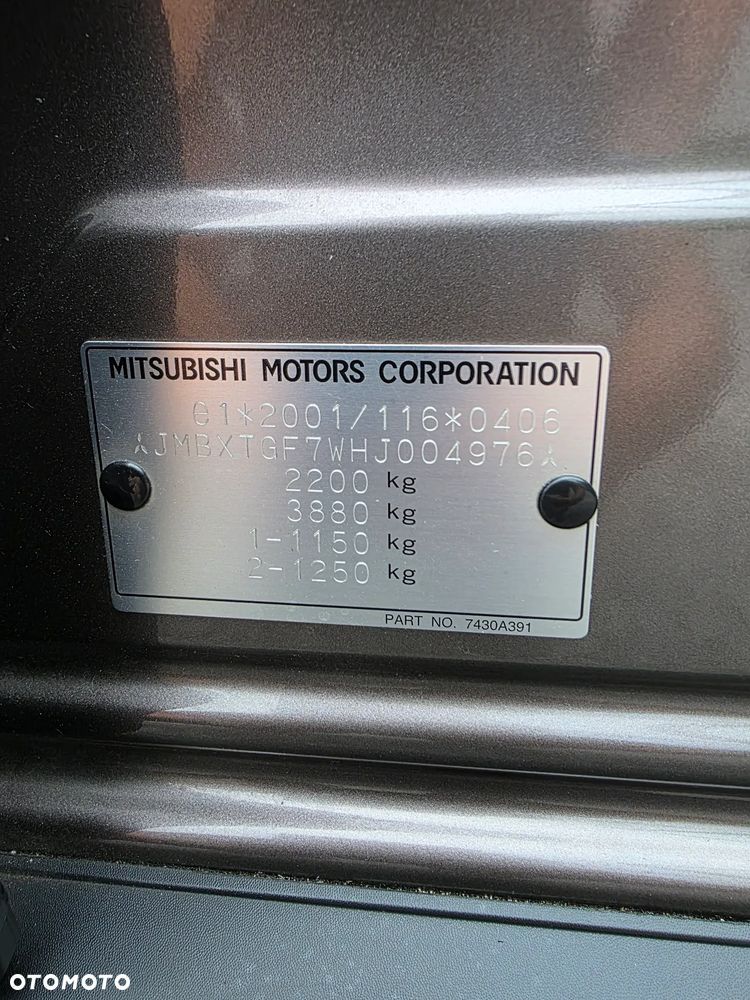 MITSUBISHI MOTORS CORPORATION
e1*2001/116*0406
*JMBXTGF7WHJ004976*
2200 kg
3880 kg
1-1150 kg
2-1250 kg
PART NO. 7430A391
OTOMOTO